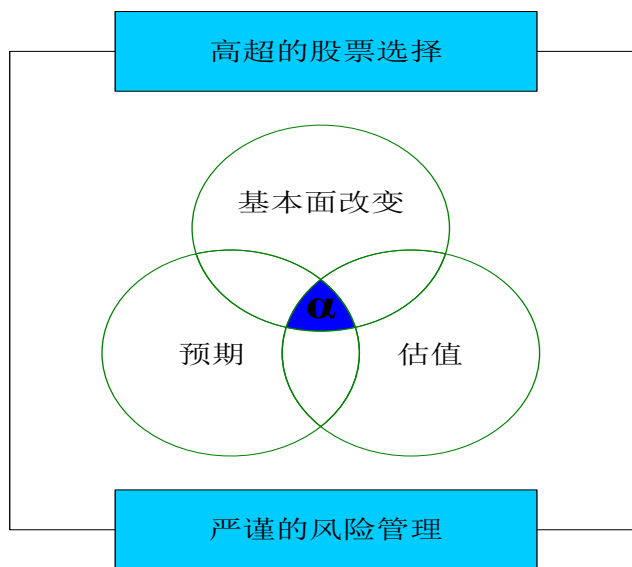 高超的股票选择
基本面改变
α
预期
估值
严谨的风险管理